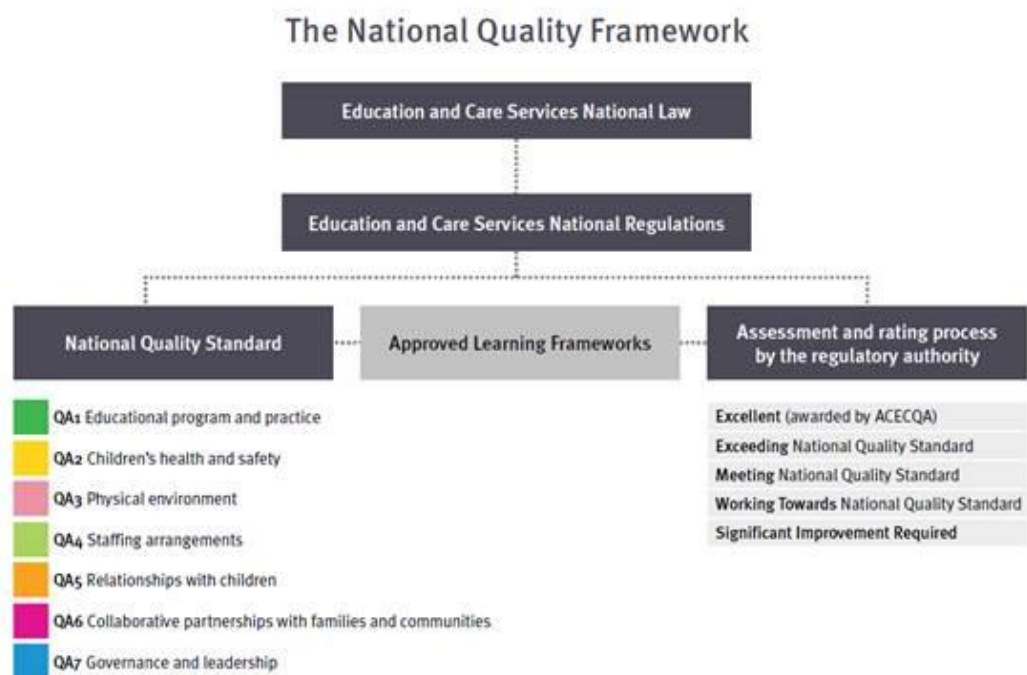 The National Quality Framework
Education and Care Services National Law
Education and Care Services National Regulations
National Quality Standard
Approved Learning Frameworks
Assessment and rating process
by the regulatory authority
QA1 Educational program and practice
QA2 Children's health and safety
QA3 Physical environment
QA4 Staffing arrangements
QA5 Relationships with children
QA6 Collaborative partnerships with families and communities
QA7 Governance and leadership
Excellent (awarded by ACECQA)
Exceeding National Quality Standard
Meeting National Quality Standard
Working Towards National Quality Standard
Significant Improvement Required